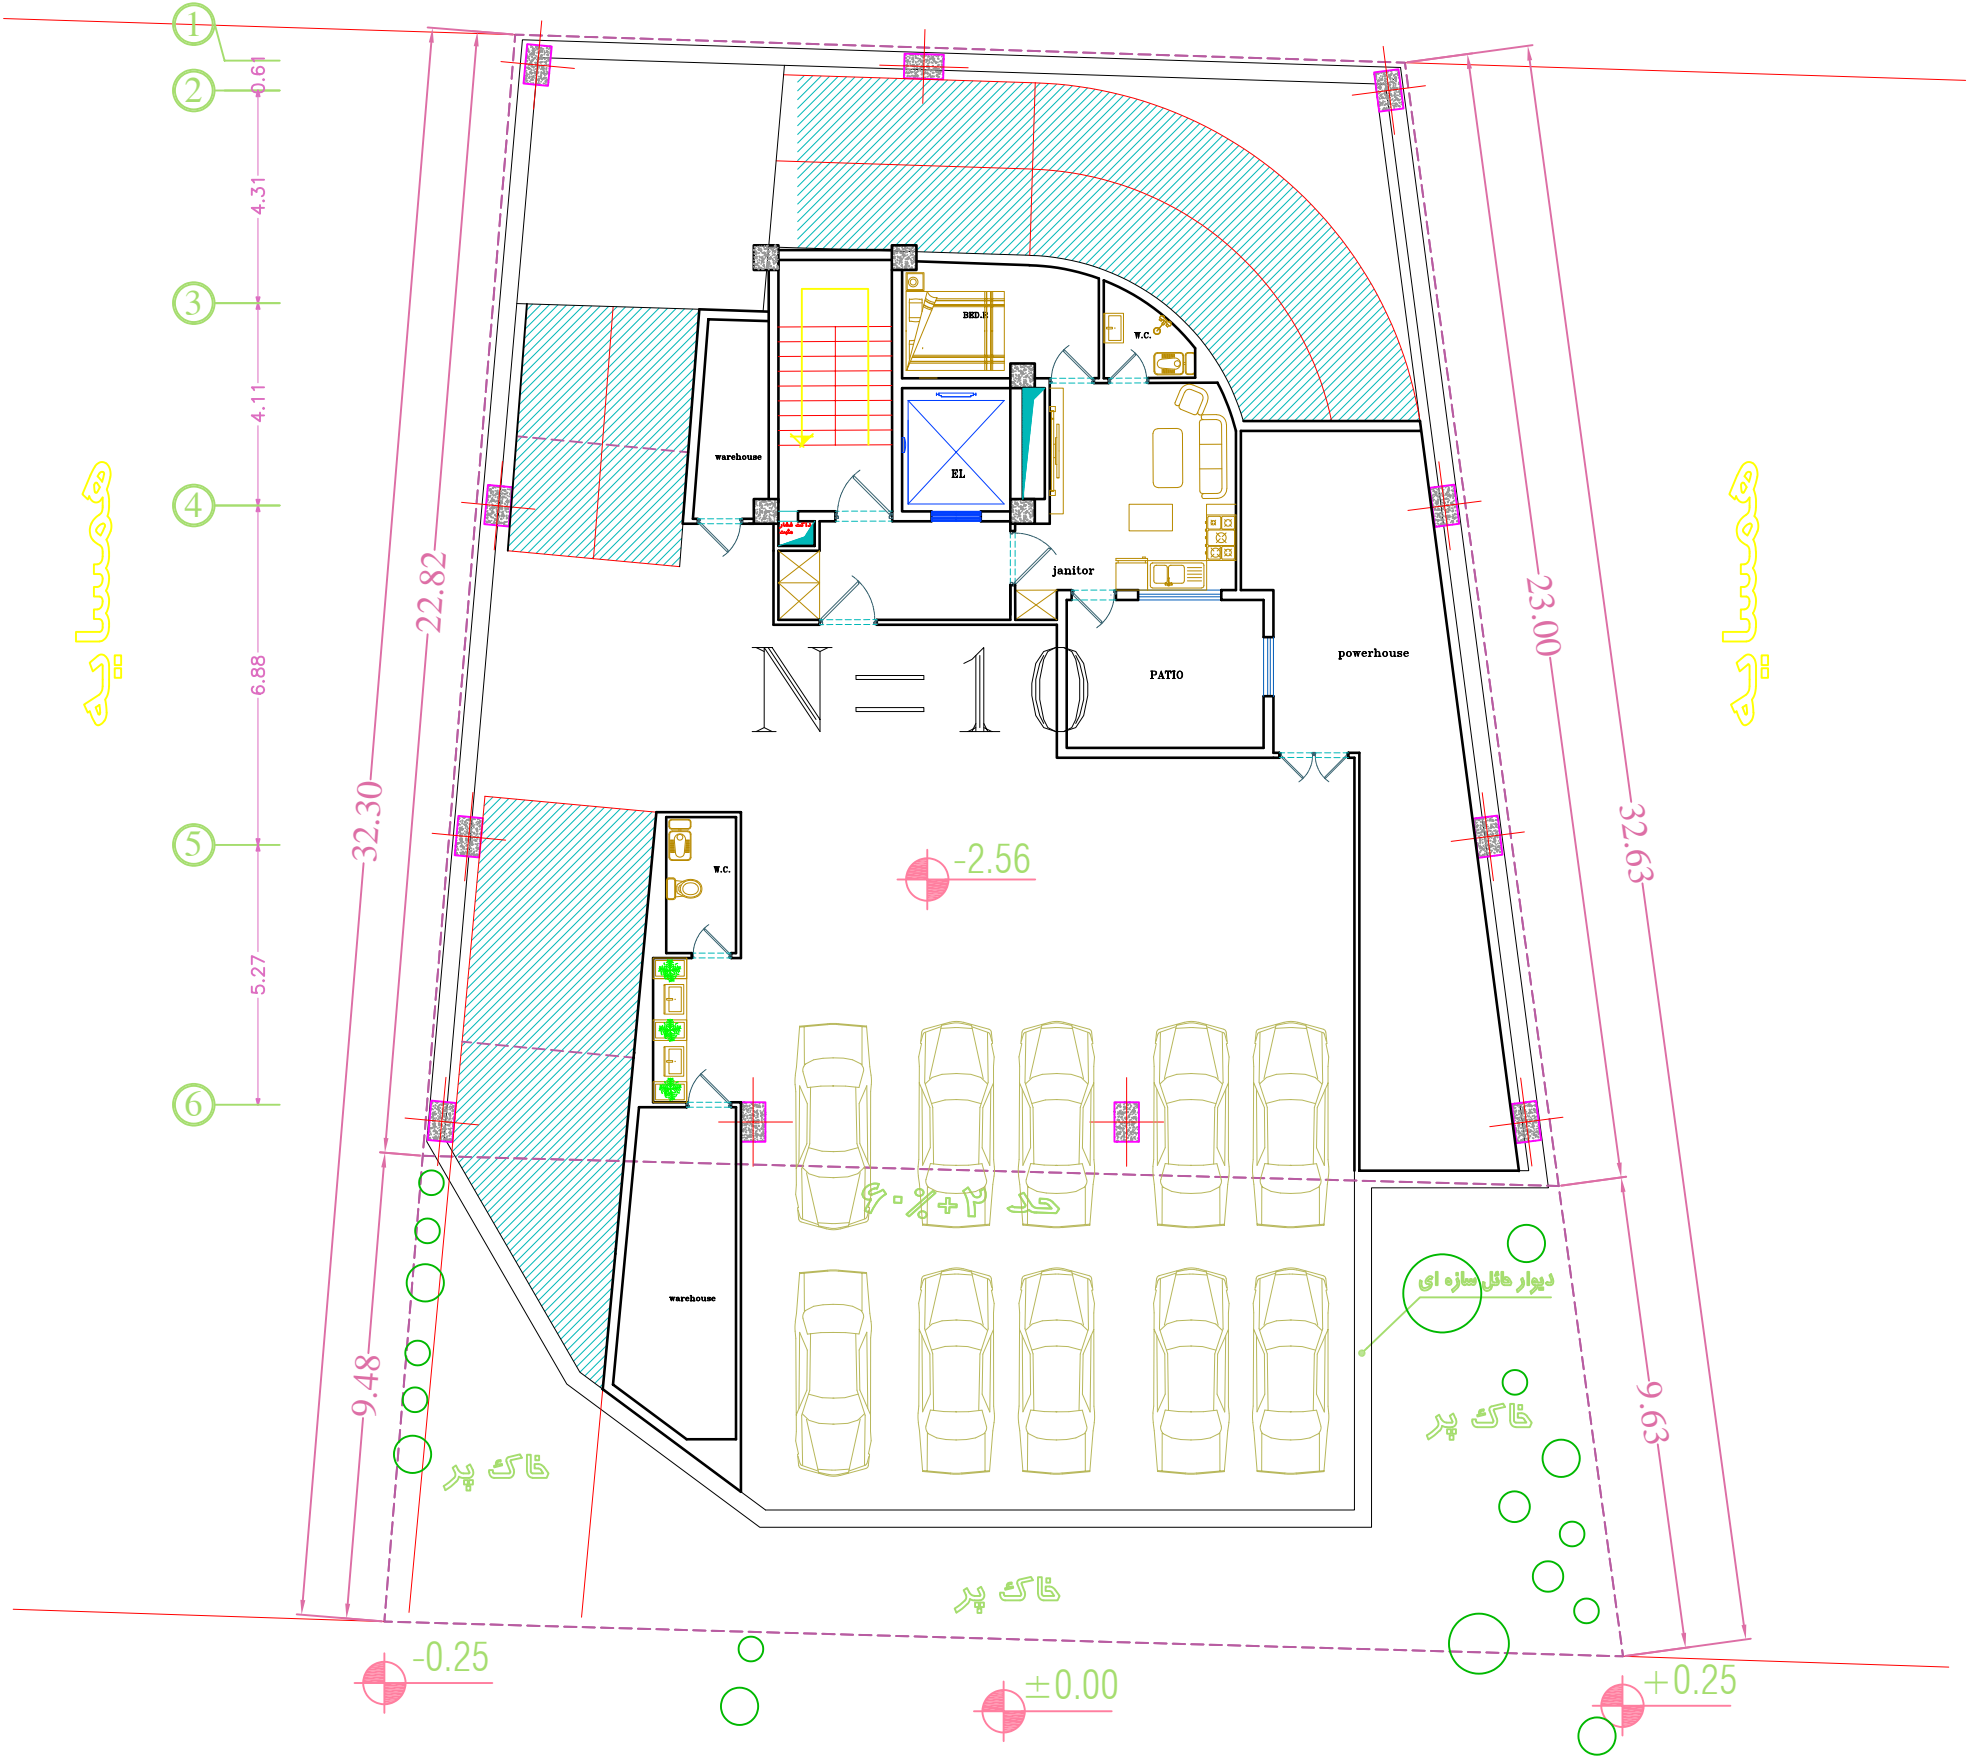 1
0.61
2
4.31
3
4.11
4
6.88
5
5.27
6
همسایه
32.30
22.82
9.48
BED.R
W.C.
warehouse
EL
janitor
N=10
PATIO
powerhouse
همسایه
23.00
32.63
9.63
W.C.
-2.56
حد ۲+%۶۰
warehouse
دیوار حائل سازه ای
خاک پر
خاک پر
خاک پر
-0.25
±0.00
+0.25